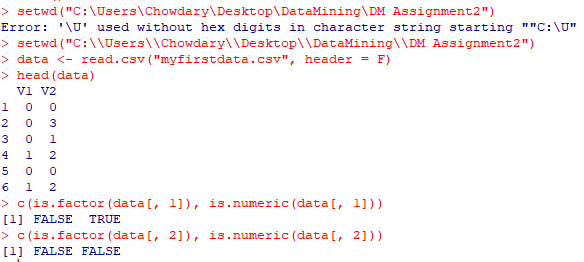 > setwd("C:\Users\Chowdary\Desktop\DataMining\DM Assignment2")
Error: '\U' used without hex digits in character string starting ""C:\U"
> setwd("C:\\Users\\Chowdary\\Desktop\\DataMining\\DM Assignment2")
> data <- read.csv("myfirstdata.csv", header = F)
> head(data)
  V1 V2
1  0  0
2  0  3
3  0  1
4  1  2
5  0  0
6  1  2
> c(is.factor(data[, 1]), is.numeric(data[, 1]))
[1] FALSE  TRUE
> c(is.factor(data[, 2]), is.numeric(data[, 2]))
[1] FALSE FALSE